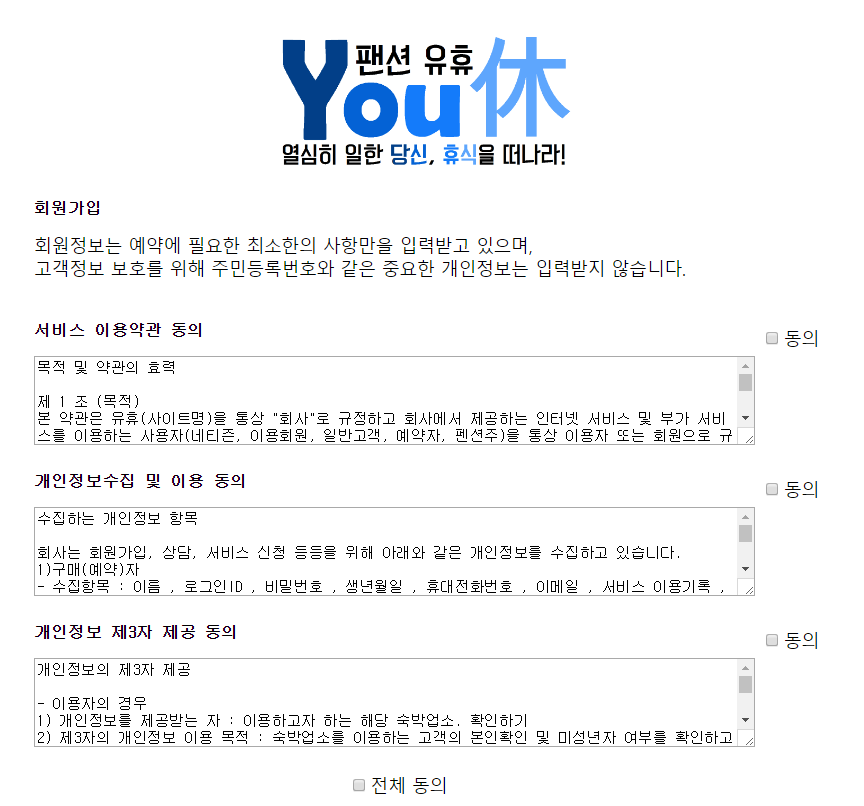 팬션 유휴
You休
열심히 일한 당신, 휴식을 떠나라!
회원가입
회원정보는 예약에 필요한 최소한의 사항만을 입력받고 있으며,
고객정보 보호를 위해 주민등록번호와 같은 중요한 개인정보는 입력받지 않습니다.
서비스 이용약관 동의
동의
목적 및 약관의 효력
제 1 조 (목적)
본 약관은 유휴(사이트명)을 통상 "회사"로 규정하고 회사에서 제공하는 인터넷 서비스 및 부가 서비
스를 이용하는 사용자(네티즌, 이용회원, 일반고객, 예약자, 펜션주)을 통상 이용자 또는 회원으로 규
개인정보수집 및 이용 동의
동의
수집하는 개인정보 항목
회사는 회원가입, 상담, 서비스 신청 등등을 위해 아래와 같은 개인정보를 수집하고 있습니다.
1)구매(예약)자
- 수집항목 : 이름 , 로그인ID , 비밀번호 , 생년월일 , 휴대전화번호 , 이메일 , 서비스 이용기록 ,
개인정보 제3자 제공 동의
동의
개인정보의 제3자 제공
- 이용자의 경우
1) 개인정보를 제공받는 자 : 이용하고자 하는 해당 숙박업소. 확인하기
2) 제3자의 개인정보 이용 목적 : 숙박업소를 이용하는 고객의 본인확인 및 미성년자 여부를 확인하고
전체 동의